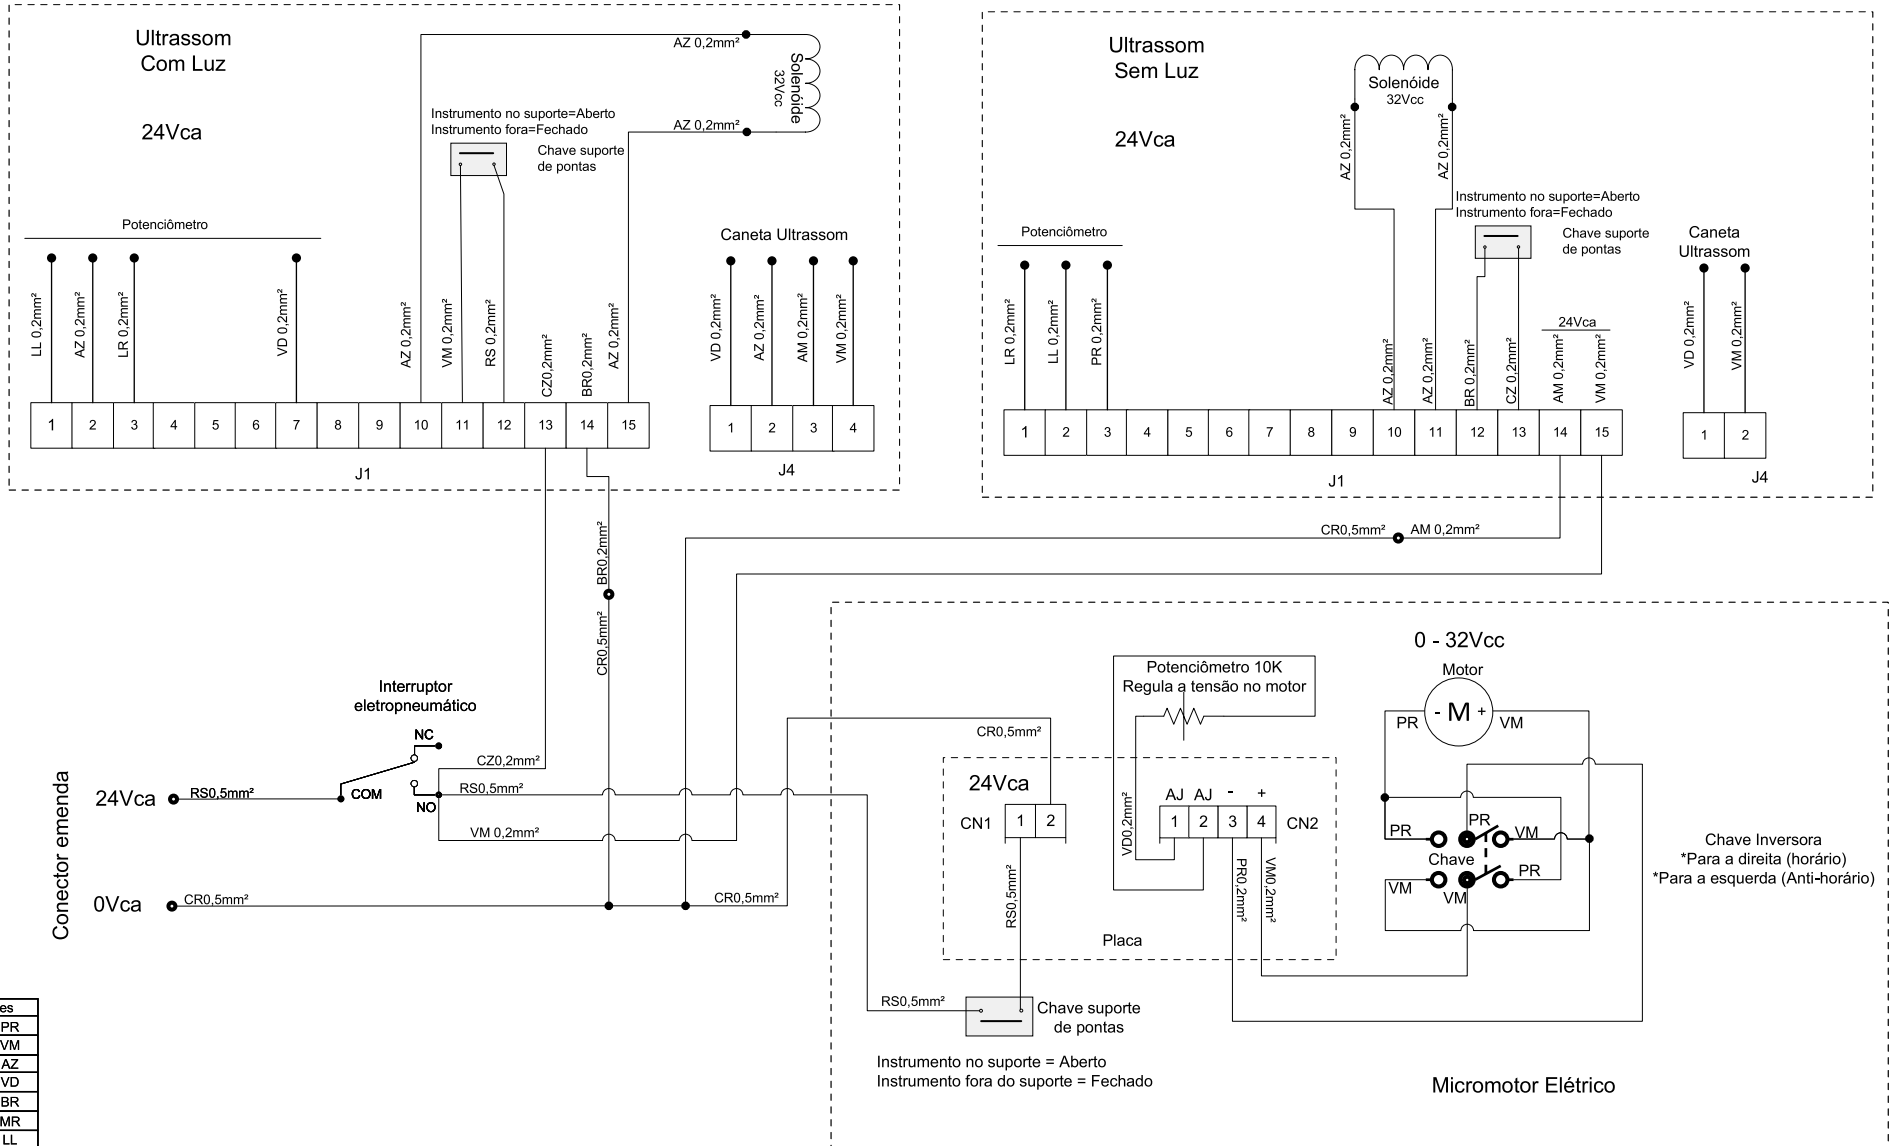 Ultrassom
Com Luz
24Vca
AZ 0,2mm²
Solenóide
32Vcc
AZ 0,2mm²
Instrumento no suporte=Aberto
Instrumento fora=Fechado
Chave suporte
de pontas
Potenciômetro
LL 0,2mm²
AZ 0,2mm²
LR 0,2mm²
VD 0,2mm²
AZ 0,2mm²
VM 0,2mm²
RS 0,2mm²
CZ0,2mm²
BR0,2mm²
AZ 0,2mm²
1 2 3 4 5 6 7 8 9 10 11 12 13 14 15
J1
Caneta Ultrassom
VD 0,2mm²
AZ 0,2mm²
AM 0,2mm²
VM 0,2mm²
1 2 3 4
J4
Ultrassom
Sem Luz
24Vca
Solenóide
32Vcc
AZ 0,2mm²
AZ 0,2mm²
Instrumento no suporte=Aberto
Instrumento fora=Fechado
Chave suporte
de pontas
Potenciômetro
LR 0,2mm²
LL 0,2mm²
PR 0,2mm²
AZ 0,2mm²
AZ 0,2mm²
BR 0,2mm²
CZ 0,2mm²
24Vca
AM 0,2mm²
VM 0,2mm²
1 2 3 4 5 6 7 8 9 10 11 12 13 14 15
J1
Caneta
Ultrassom
VD 0,2mm²
VM 0,2mm²
1 2
J4
CR0,5mm² AM 0,2mm²
BR0,2mm²
CR0,5mm²
Interruptor
eletropneumático
NC
COM
NO
CZ0,2mm²
RS0,5mm²
VM 0,2mm²
Conector emenda
24Vca
RS0,5mm²
0Vca
CR0,5mm²
CR0,5mm²
CR0,5mm²
Potenciômetro 10K
Regula a tensão no motor
24Vca
CN1
1 2
RS0,5mm²
VD0,2mm²
AJ AJ - +
1 2 3 4
CN2
PR0,2mm²
VM0,2mm²
Placa
RS0,5mm²
Chave suporte
de pontas
Instrumento no suporte = Aberto
Instrumento fora do suporte = Fechado
0 - 32Vcc
Motor
- M +
PR
VM
PR
PR
VM
Chave
VM
VM
PR
Chave Inversora
*Para a direita (horário)
*Para a esquerda (Anti-horário)
Micromotor Elétrico
es
PR
VM
AZ
VD
BR
MR
LL